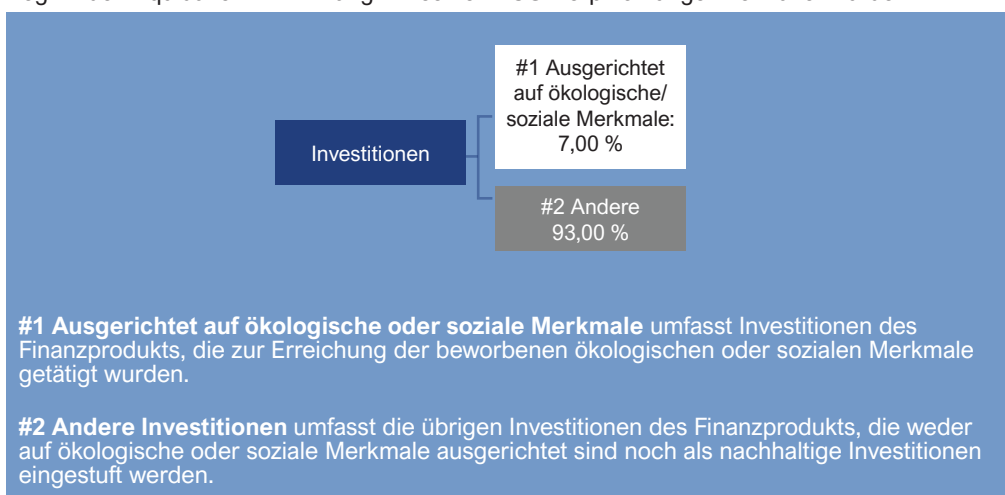 #1 Ausgerichtet
auf ökologische/
soziale Merkmale:
7,00 %
Investitionen
#2 Andere
93,00 %
#1 Ausgerichtet auf ökologische oder soziale Merkmale umfasst Investitionen des
Finanzprodukts, die zur Erreichung der beworbenen ökologischen oder sozialen Merkmale
getätigt wurden.
#2 Andere Investitionen umfasst die übrigen Investitionen des Finanzprodukts, die weder
auf ökologische oder soziale Merkmale ausgerichtet sind noch als nachhaltige Investitionen
eingestuft werden.